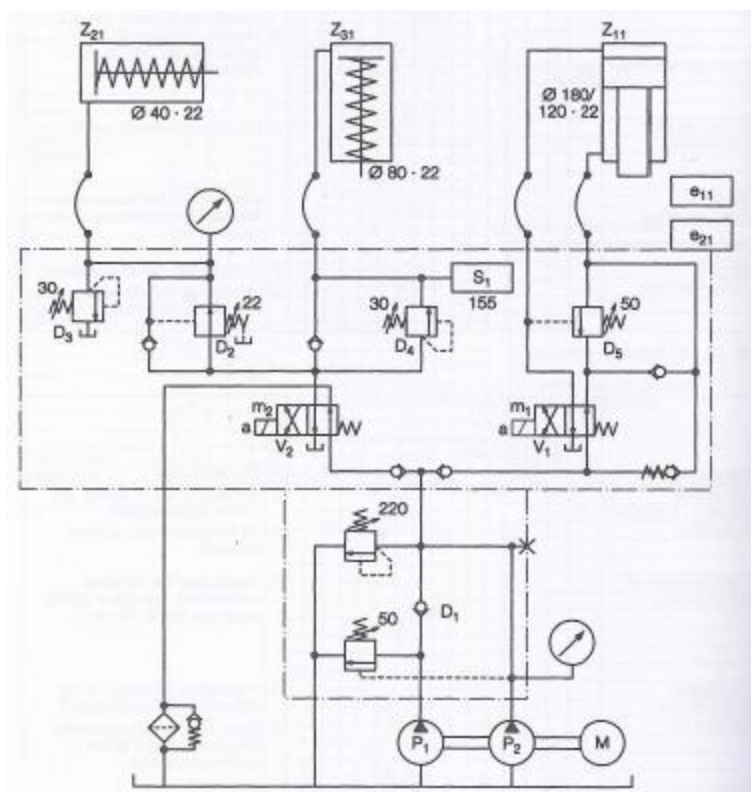 Z21
Z31
Z11
Ø 40 · 22
Ø 80 · 22
Ø 180/
120 · 22
e11
e21
30
D3
22
D2
30
D4
S1
155
50
D5
m2
a
V2
m1
a
V1
220
50
D1
P1
P2
M